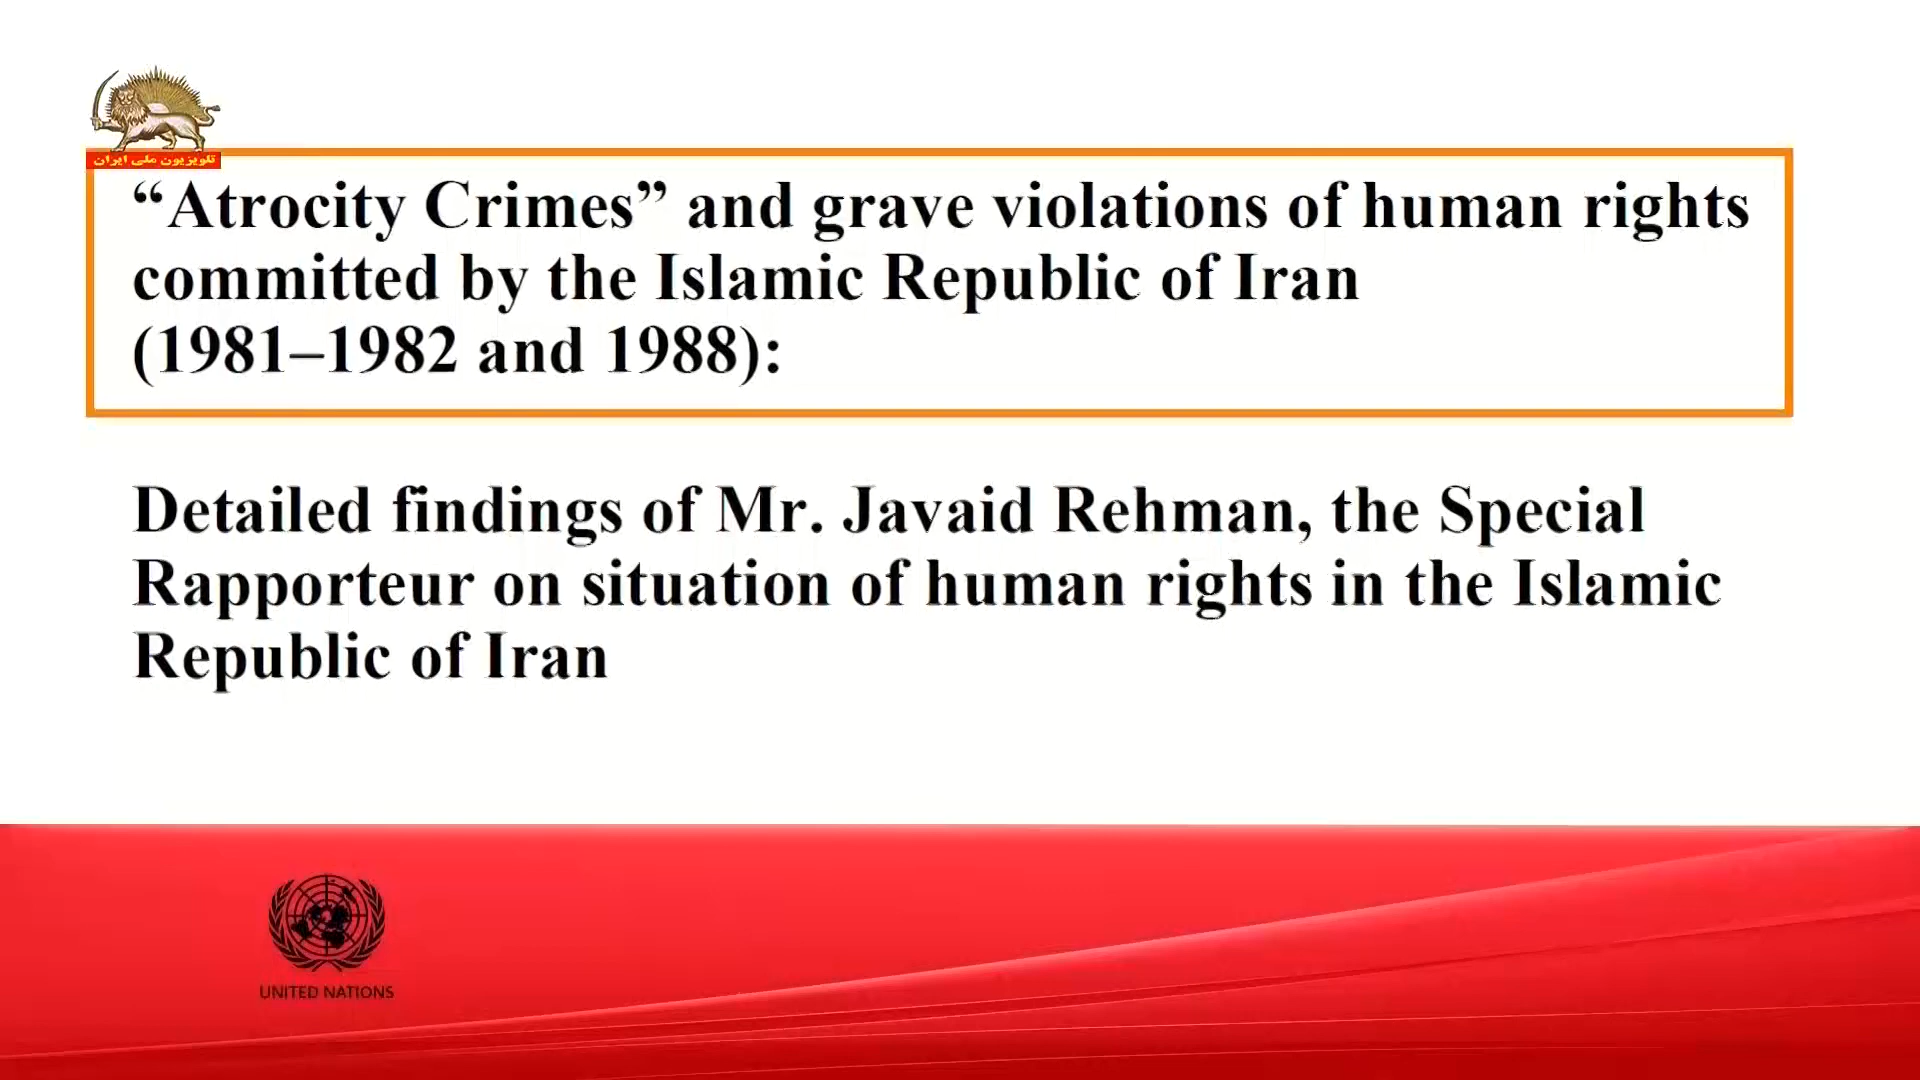 تلویزیون ملی ایران
“Atrocity Crimes” and grave violations of human rights
committed by the Islamic Republic of Iran
(1981–1982 and 1988):
Detailed findings of Mr. Javaid Rehman, the Special
Rapporteur on situation of human rights in the Islamic
Republic of Iran
UNITED NATIONS